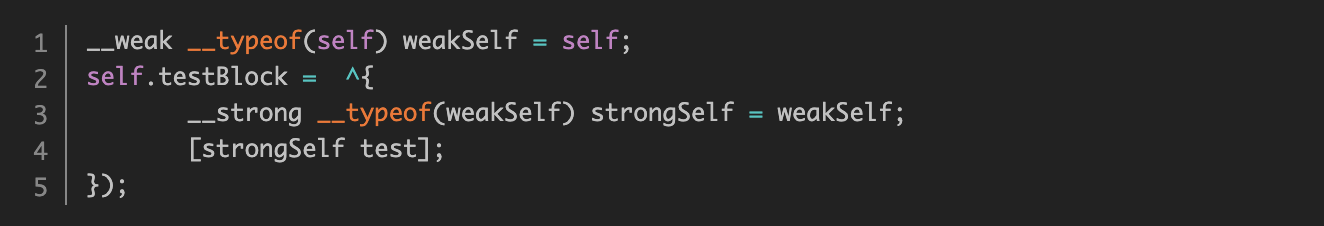 1 __weak __typeof(self) weakSelf = self;
2 self.testBlock =  ^{
3        __strong __typeof(weakSelf) strongSelf = weakSelf;
4        [strongSelf test];
5 });